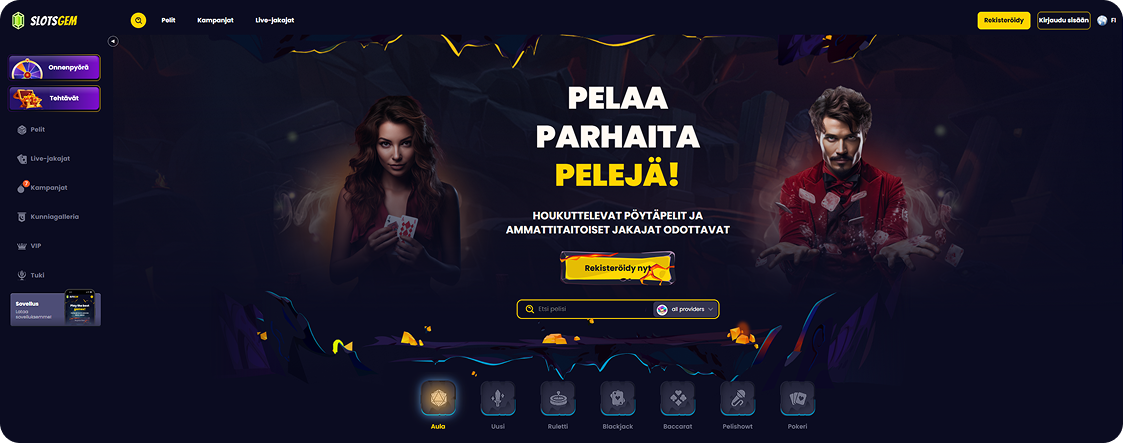 SLOTSGEM
Pelit
Kampanjat
Live-jakajat
Rekisteröidy
Kirjaudu sisään
FI
Onnenpyörä
Tehtävät
Pelit
Live-jakajat
7
Kampanjat
Kunniagalleria
VIP
Tuki
Sovellus
Lataa
sovelluksemme!
PELAA
PARHAITA
PELEJÄ!
HOUKUTTELEVAT PÖYTÄPELIT JA
AMMATTITAITOISET JAKAJAT ODOTTAVAT
Rekisteröidy nyt
Etsi pelisi
all providers
Aula
Uusi
Ruletti
Blackjack
Baccarat
Pelishowt
Pokeri